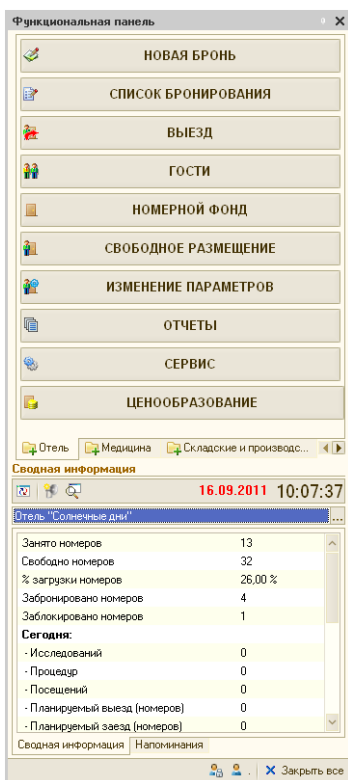 Функциональная панель
НОВАЯ БРОНЬ
СПИСОК БРОНИРОВАНИЯ
ВЫЕЗД
ГОСТИ
НОМЕРНОЙ ФОНД
СВОБОДНОЕ РАЗМЕЩЕНИЕ
ИЗМЕНЕНИЕ ПАРАМЕТРОВ
ОТЧЕТЫ
СЕРВИС
ЦЕНООБРАЗОВАНИЕ
Отель Медицина Складские и производс...
Сводная информация
16.09.2011 10:07:37
Отель "Солнечные дни" ...
Занято номеров 13
Свободно номеров 32
% загрузки номеров 26,00 %
Забронировано номеров 4
Заблокировано номеров 1
Сегодня:
- Исследований 0
- Процедур 0
- Посещений 0
- Планируемый выезд (номеров) 0
- Планируемый заезд (номеров) 0
Сводная информация Напоминания
Закрыть все